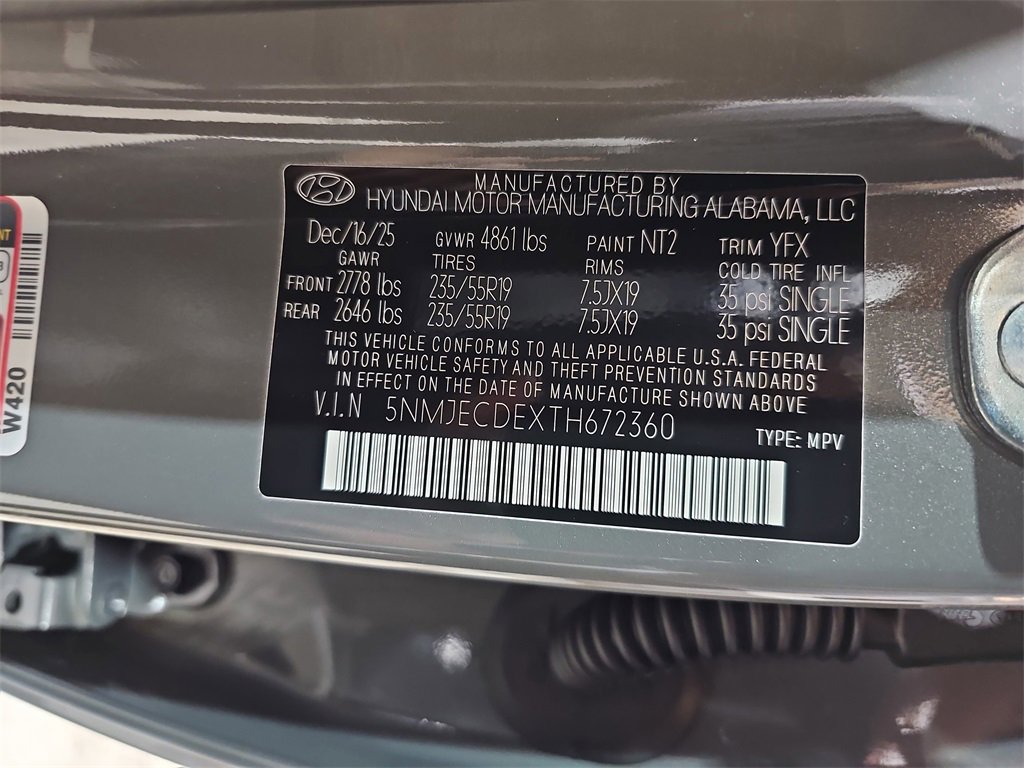 MANUFACTURED BY
HYUNDAI MOTOR MANUFACTURING ALABAMA, LLC
Dec/16/25 GVWR 4861 lbs PAINT NT2 TRIM YFX
GAWR TIRES RIMS COLD TIRE INFL
FRONT 2778 lbs 235/55R19 7.5JX19 35 psi SINGLE
REAR 2646 lbs 235/55R19 7.5JX19 35 psi SINGLE
THIS VEHICLE CONFORMS TO ALL APPLICABLE U.S.A. FEDERAL
MOTOR VEHICLE SAFETY AND THEFT PREVENTION STANDARDS
IN EFFECT ON THE DATE OF MANUFACTURE SHOWN ABOVE
V.I.N 5NMJECDEXTH672360 TYPE: MPV
W420